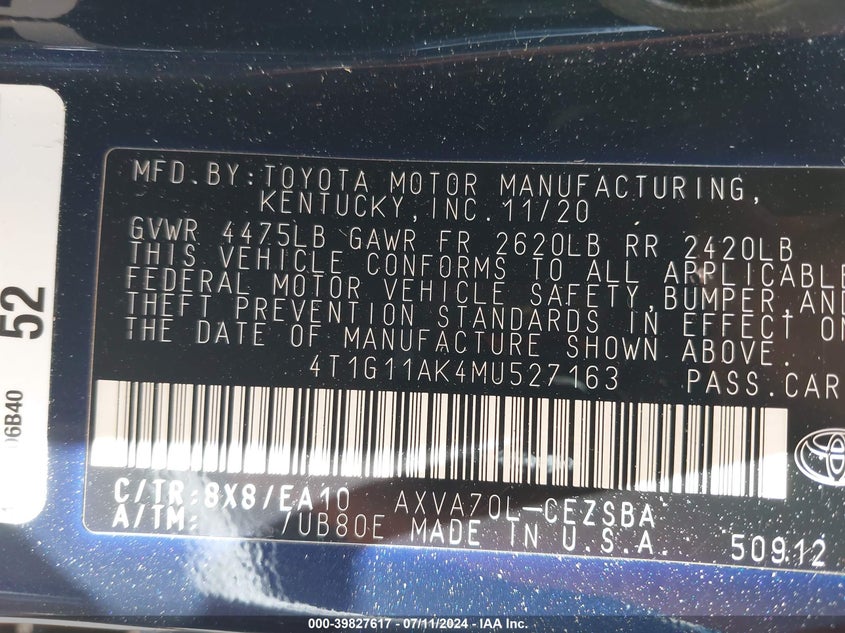 MFD. BY: TOYOTA MOTOR MANUFACTURING,
KENTUCKY, INC. 11/20
GVWR 4475LB GAWR FR 2620LB RR 2420LB
THIS VEHICLE CONFORMS TO ALL APPLICABLE
FEDERAL MOTOR VEHICLE SAFETY, BUMPER, AND
THEFT PREVENTION STANDARDS IN EFFECT ON
THE DATE OF MANUFACTURE SHOWN ABOVE.
4T1G11AK4MU527163 PASS.CAR
C/TR: 8X8/EA10 AXVA70L-CEZSBA
A/TM: /UB80E MADE IN U.S.A. 50912
52
06B40
000-39827617 - 07/11/2024 - IAA Inc.